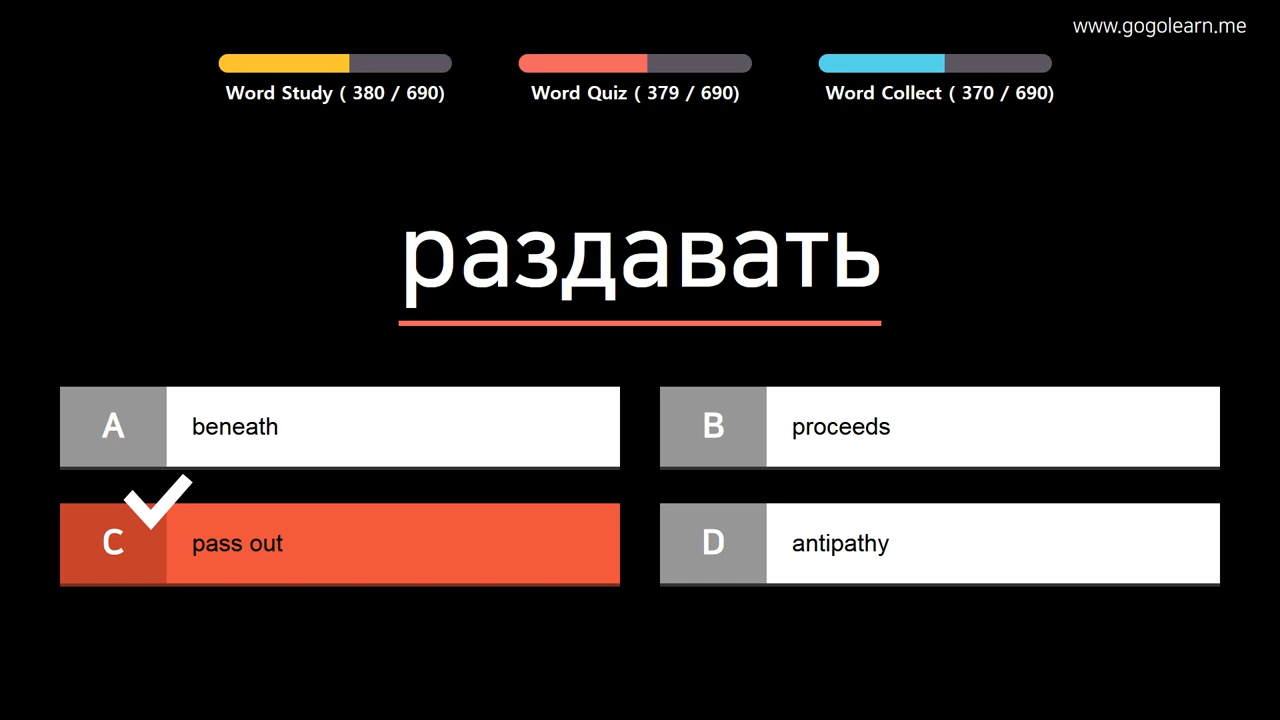 www.gogolearn.me
Word Study ( 380 / 690)
Word Quiz ( 379 / 690)
Word Collect ( 370 / 690)
раздавать
A
beneath
B
proceeds
C
pass out
D
antipathy